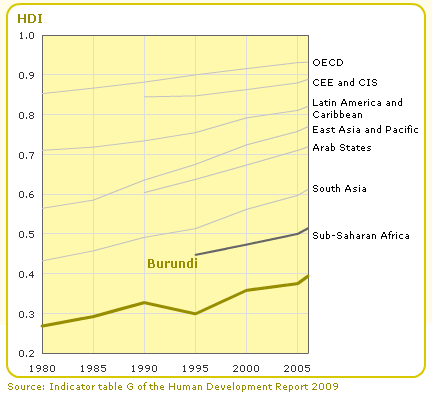 HDI
1.0
0.9
0.8
0.7
0.6
0.5
0.4
0.3
0.2
OECD
CEE and CIS
Latin America and
Caribbean
East Asia and Pacific
Arab States
South Asia
Sub-Saharan Africa
Burundi
1980 1985 1990 1995 2000 2005
Source: Indicator table G of the Human Development Report 2009